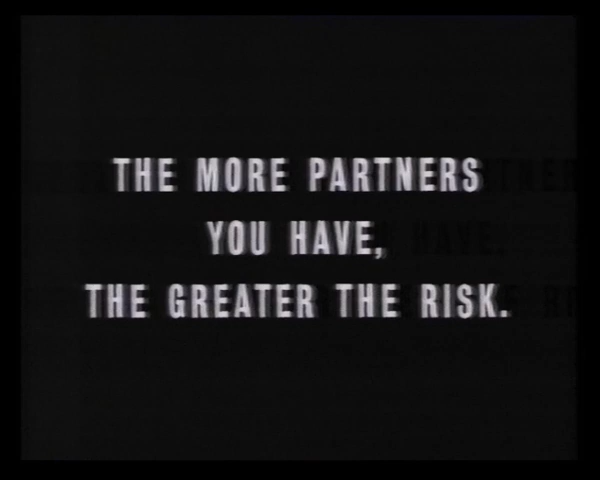 THE MORE PARTNERS
YOU HAVE,
THE GREATER THE RISK.